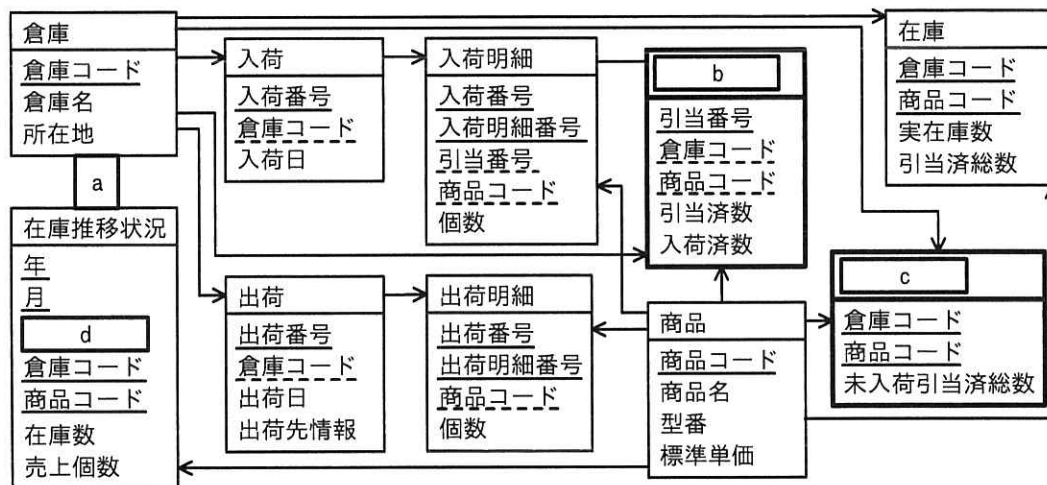 倉庫
倉庫コード
倉庫名
所在地
a
在庫推移状況
年
月
d
倉庫コード
商品コード
在庫数
売上個数
入荷
入荷番号
倉庫コード
入荷日
入荷明細
入荷番号
入荷明細番号
引当番号
商品コード
個数
b
引当番号
倉庫コード
商品コード
引当済数
入荷済数
在庫
倉庫コード
商品コード
実在庫数
引当済総数
出荷
出荷番号
倉庫コード
出荷日
出荷先情報
出荷明細
出荷番号
出荷明細番号
商品コード
個数
商品
商品コード
商品名
型番
標準単価
c
倉庫コード
商品コード
未入荷引当済総数